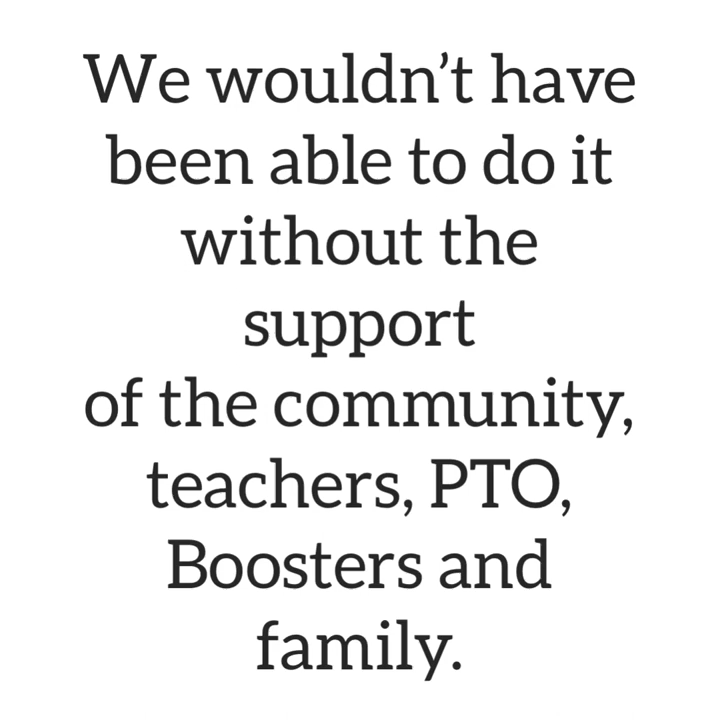 We wouldn’t have
been able to do it
without the
support
of the community,
teachers, PTO,
Boosters and
family.